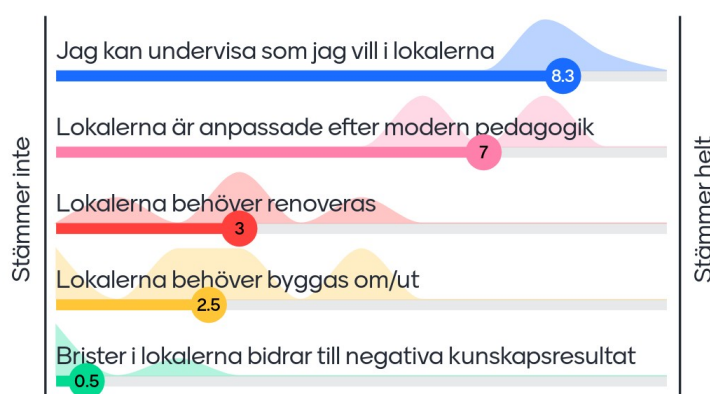 Stämmer inte
Jag kan undervisa som jag vill i lokalerna
8.3
Lokalerna är anpassade efter modern pedagogik
7
Lokalerna behöver renoveras
3
Lokalerna behöver byggas om/ut
2.5
Brister i lokalerna bidrar till negativa kunskapsresultat
0.5
Stämmer helt